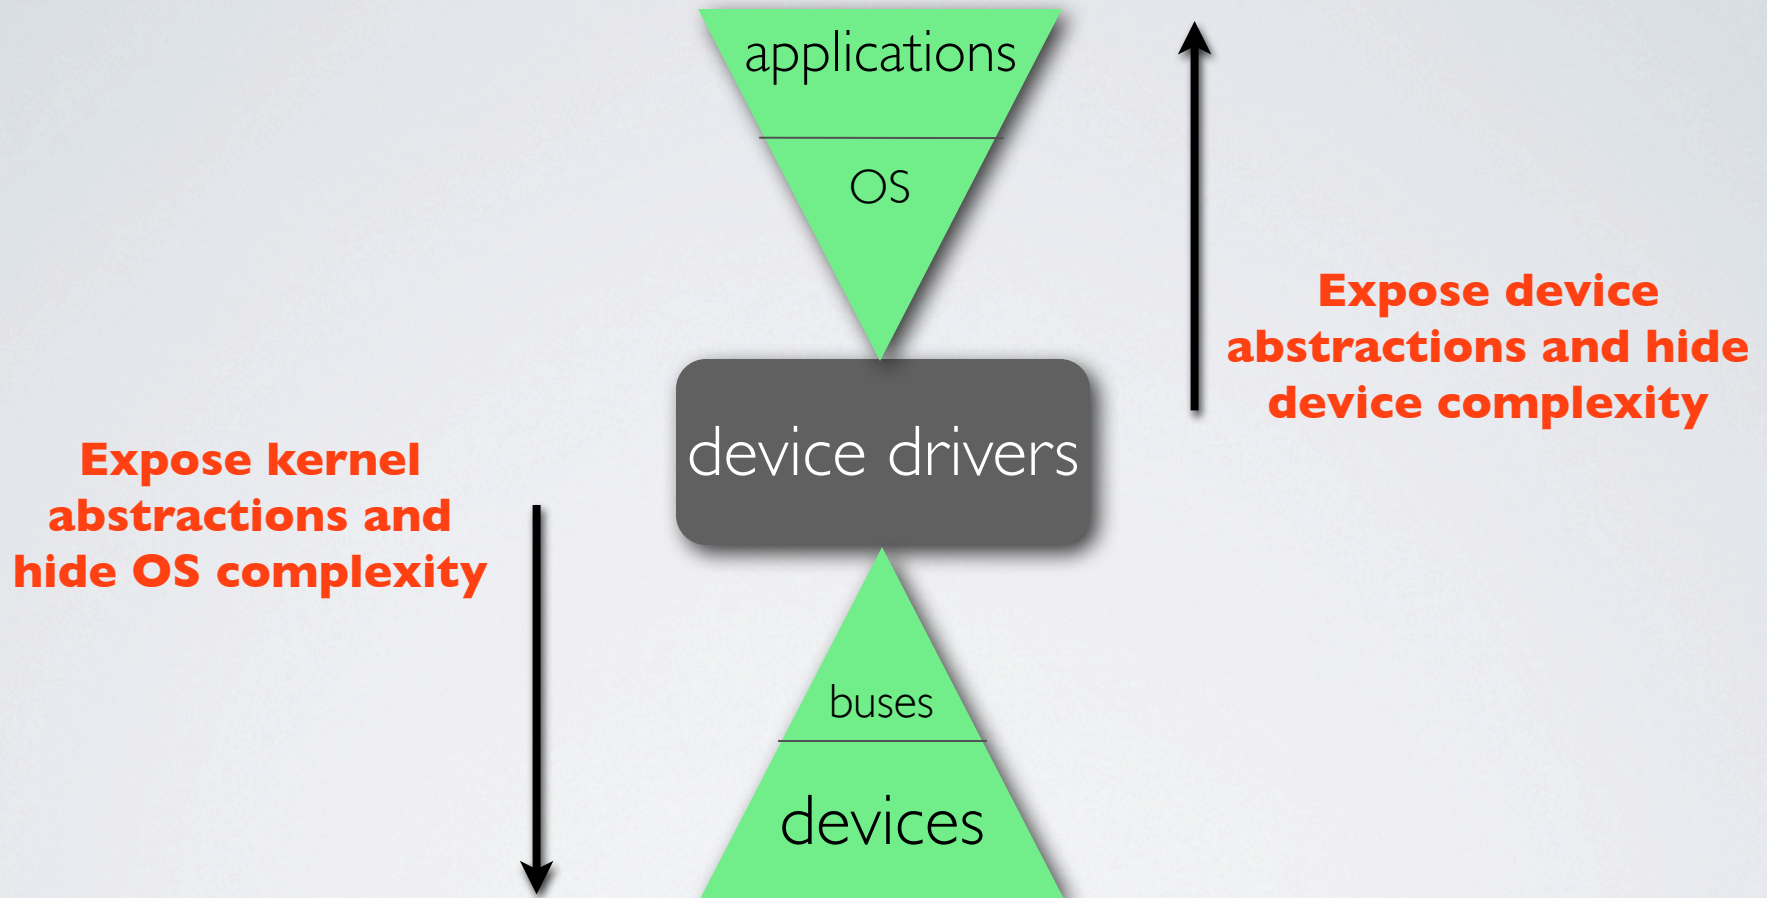 applications
OS
Expose device
abstractions and hide
device complexity
device drivers
Expose kernel
abstractions and
hide OS complexity
buses
devices